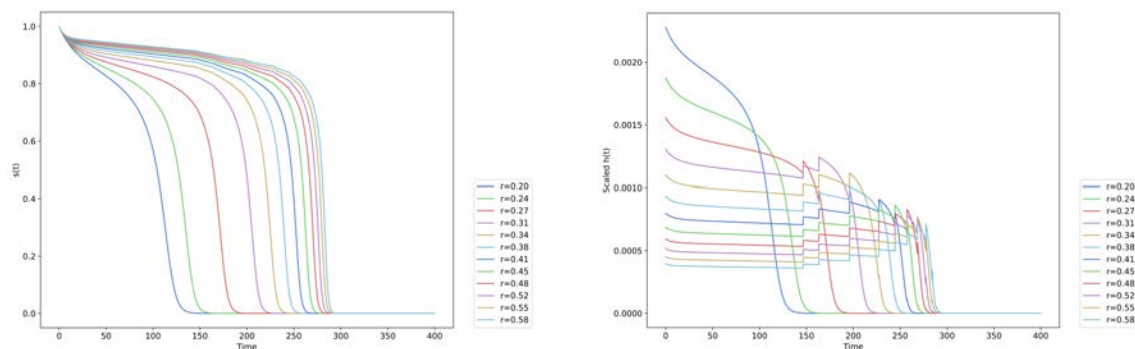 1.0
0.8
0.6
0.4
0.2
0.0
s(t)
0 50 100 150 200 250 300 350 400
Time
r=0.20
r=0.24
r=0.27
r=0.31
r=0.34
r=0.38
r=0.41
r=0.45
r=0.48
r=0.52
r=0.55
r=0.58
0.0020
0.0015
0.0010
0.0005
0.0000
Scaled h(t)
0 50 100 150 200 250 300 350 400
Time
r=0.20
r=0.24
r=0.27
r=0.31
r=0.34
r=0.38
r=0.41
r=0.45
r=0.48
r=0.52
r=0.55
r=0.58